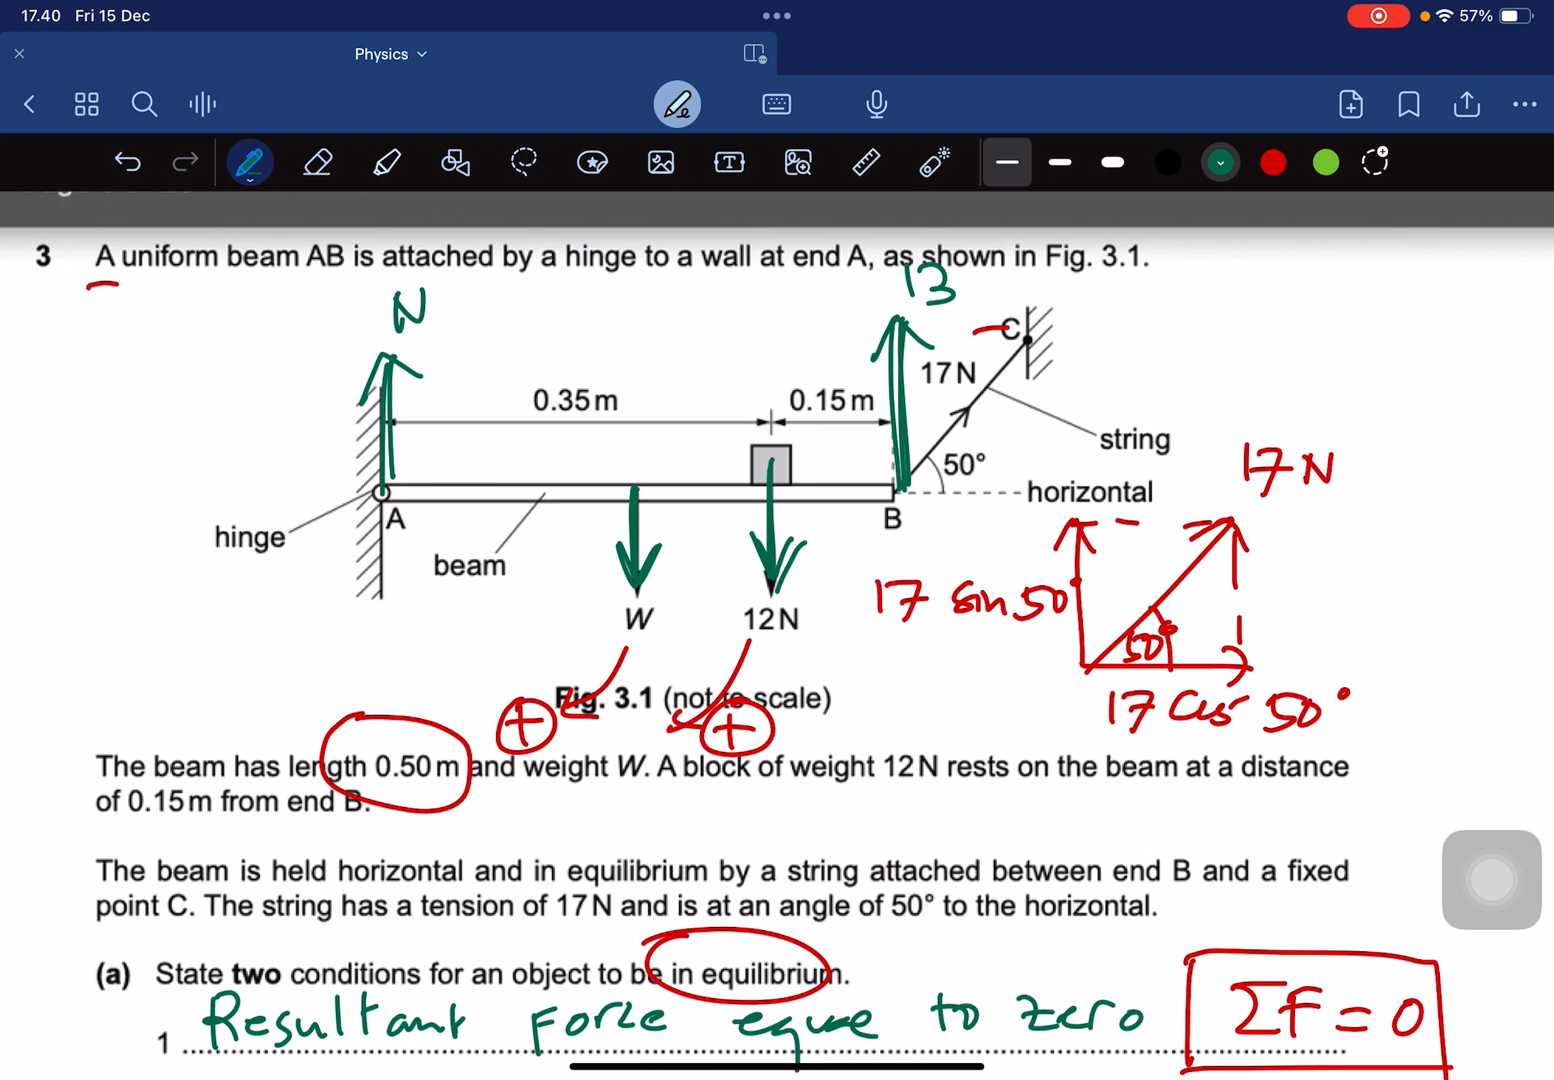 17.40 Fri 15 Dec
57%
Physics
3 A uniform beam AB is attached by a hinge to a wall at end A, as shown in Fig. 3.1.
N
13
C
17 N
0.35 m
0.15 m
string
50°
17 N
horizontal
A
B
hinge
beam
17 sin 50°
W
12 N
50°
17 cos 50°
Fig. 3.1 (not to scale)
+
+
The beam has length 0.50 m and weight W. A block of weight 12 N rests on the beam at a distance
of 0.15 m from end B.
The beam is held horizontal and in equilibrium by a string attached between end B and a fixed
point C. The string has a tension of 17 N and is at an angle of 50° to the horizontal.
(a) State two conditions for an object to be in equilibrium.
1 Resultant force eque to zero
ΣF = 0